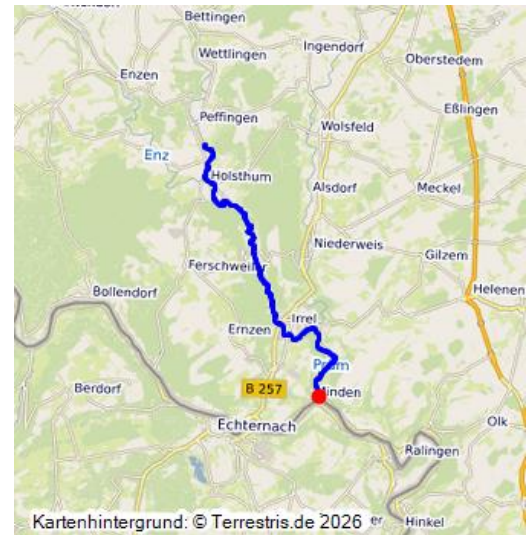 Bettingen
Wettlingen
Ingendorf
Oberstedem
Enzen
Eßlingen
Peffingen
Wolsfeld
Enz
Holsthum
Alsdorf
Meckel
Niederweis
Ferschweiler
Gilzem
Bollendorf
Helenen
Irrel
Ernzen
Prüm
B 257
Minden
Berdorf
Echternach
Olk
Ralingen
Hinkel
Kartenhintergrund: © Terrestris.de 2026